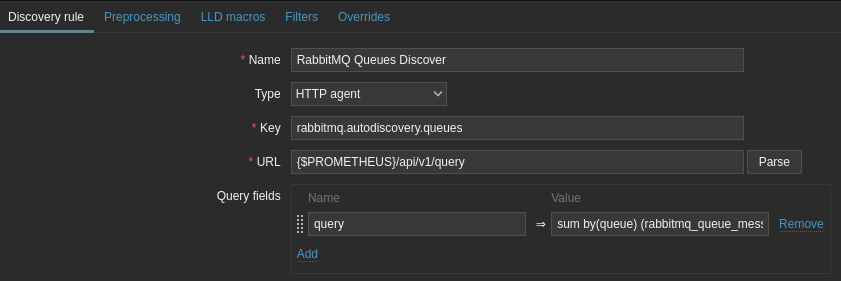 Discovery rule Preprocessing LLD macros Filters Overrides
* Name RabbitMQ Queues Discover
Type HTTP agent
* Key rabbitmq.autodiscovery.queues
* URL {$PROMETHEUS}/api/v1/query Parse
Query fields Name Value
query ⇒ sum by(queue) (rabbitmq_queue_mess Remove
Add